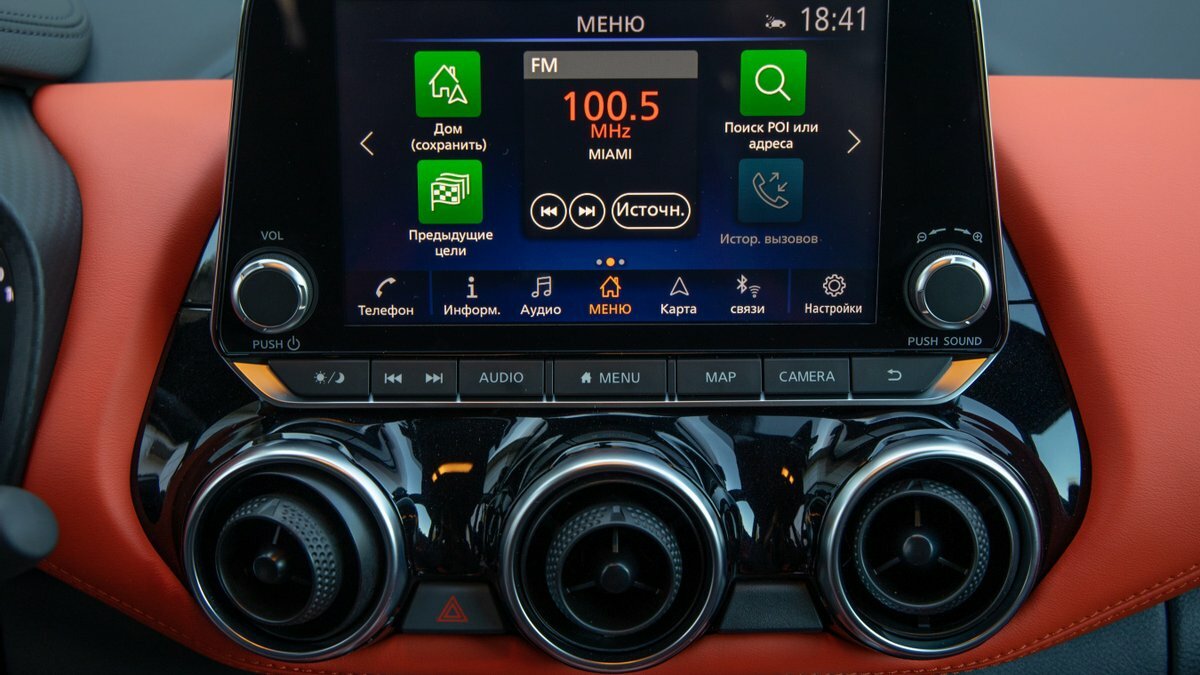 МЕНЮ
18:41
FM
100.5
MHz
MIAMI
Источн.
Дом
(сохранить)
Поиск POI или
адреса
Предыдущие
цели
Истор. вызовов
Телефон
Информ.
Аудио
МЕНЮ
Карта
связи
Настройки
VOL
PUSH
PUSH SOUND
AUDIO
MENU
MAP
CAMERA